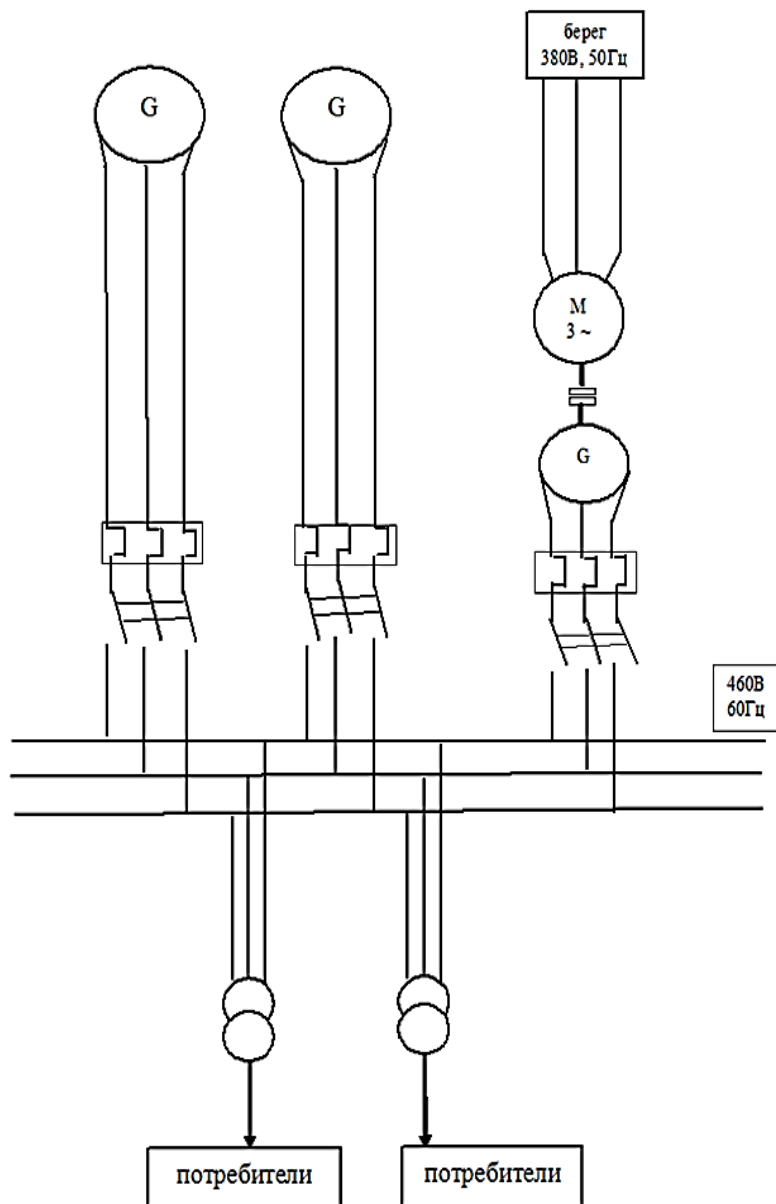 берег
380В, 50Гц
G
G
М
3 ~
G
460В
60Гц
потребители
потребители